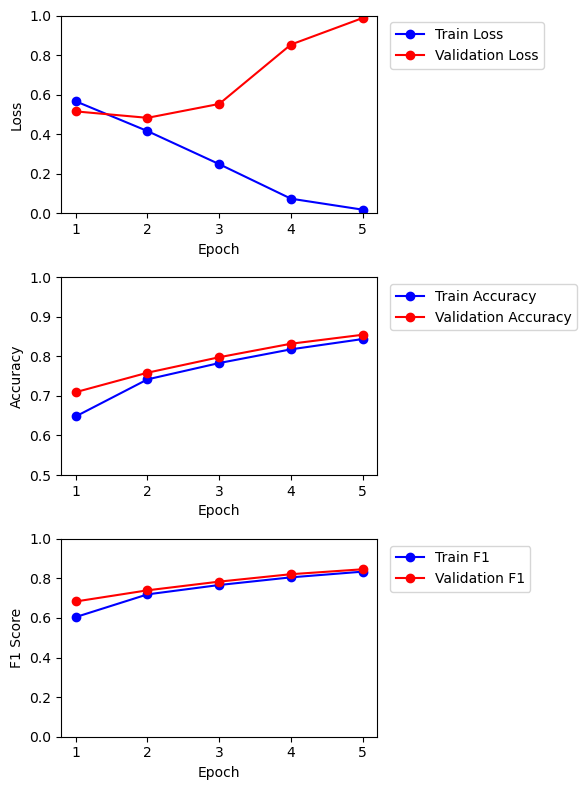 1.0
0.8
0.6
0.4
0.2
0.0
Loss
1 2 3 4 5
Epoch
Train Loss
Validation Loss
1.0
0.9
0.8
0.7
0.6
0.5
Accuracy
1 2 3 4 5
Epoch
Train Accuracy
Validation Accuracy
1.0
0.8
0.6
0.4
0.2
0.0
F1 Score
1 2 3 4 5
Epoch
Train F1
Validation F1